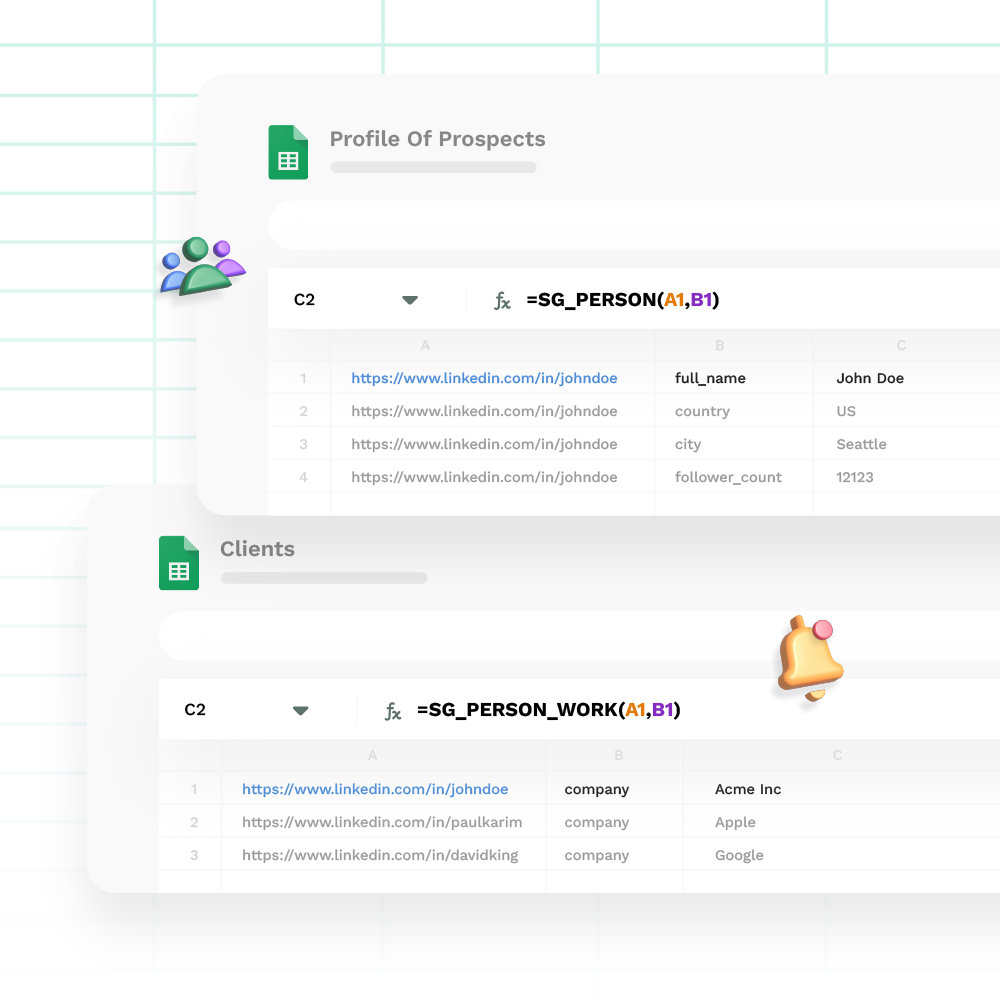 Profile Of Prospects
C2 fx =SG_PERSON(A1,B1)
A B C
1 https://www.linkedin.com/in/johndoe full_name John Doe
2 https://www.linkedin.com/in/johndoe country US
3 https://www.linkedin.com/in/johndoe city Seattle
4 https://www.linkedin.com/in/johndoe follower_count 12123
Clients
C2 fx =SG_PERSON_WORK(A1,B1)
A B C
1 https://www.linkedin.com/in/johndoe company Acme Inc
2 https://www.linkedin.com/in/paulkarim company Apple
3 https://www.linkedin.com/in/davidking company Google